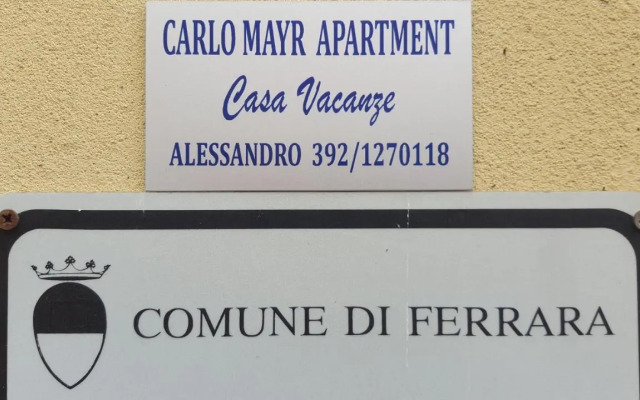 CARLO MAYR APARTMENT
Casa Vacanze
ALESSANDRO 392/1270118
COMUNE DI FERRARA